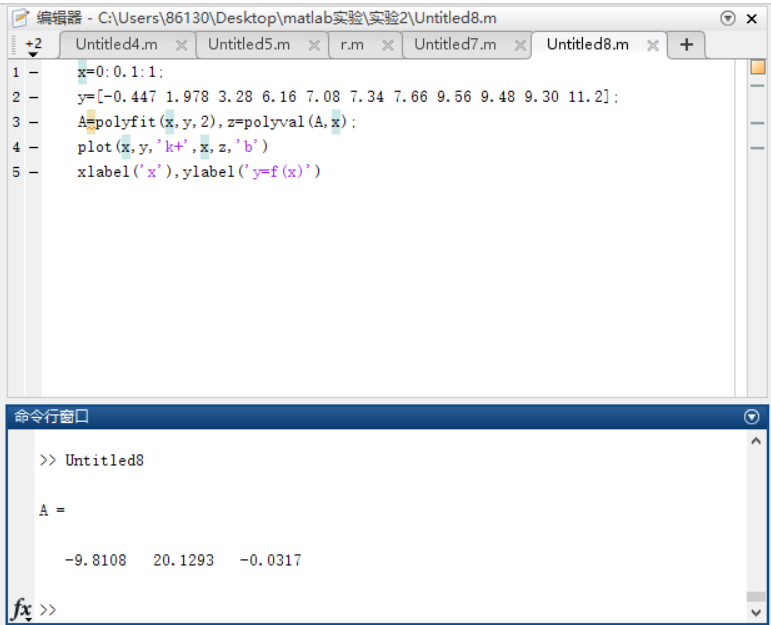 编辑器 - C:\Users\86130\Desktop\matlab实验\实验2\Untitled8.m
+2 Untitled4.m Untitled5.m r.m Untitled7.m Untitled8.m +
1 – x=0:0.1:1;
2 – y=[-0.447 1.978 3.28 6.16 7.08 7.34 7.66 9.56 9.48 9.30 11.2];
3 – A=polyfit(x,y,2),z=polyval(A,x);
4 – plot(x,y,'k+',x,z,'b')
5 – xlabel('x'),ylabel('y=f(x)')
命令行窗口
>> Untitled8
A =
-9.8108 20.1293 -0.0317
fx >>